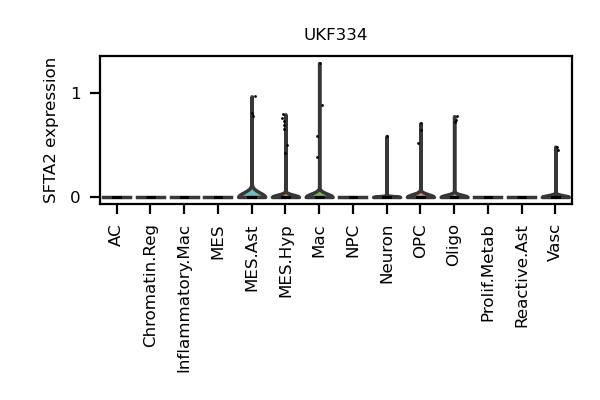 UKF334
SFTA2 expression
1
0
AC
Chromatin.Reg
Inflammatory.Mac
MES
MES.Ast
MES.Hyp
Mac
NPC
Neuron
OPC
Oligo
Prolif.Metab
Reactive.Ast
Vasc